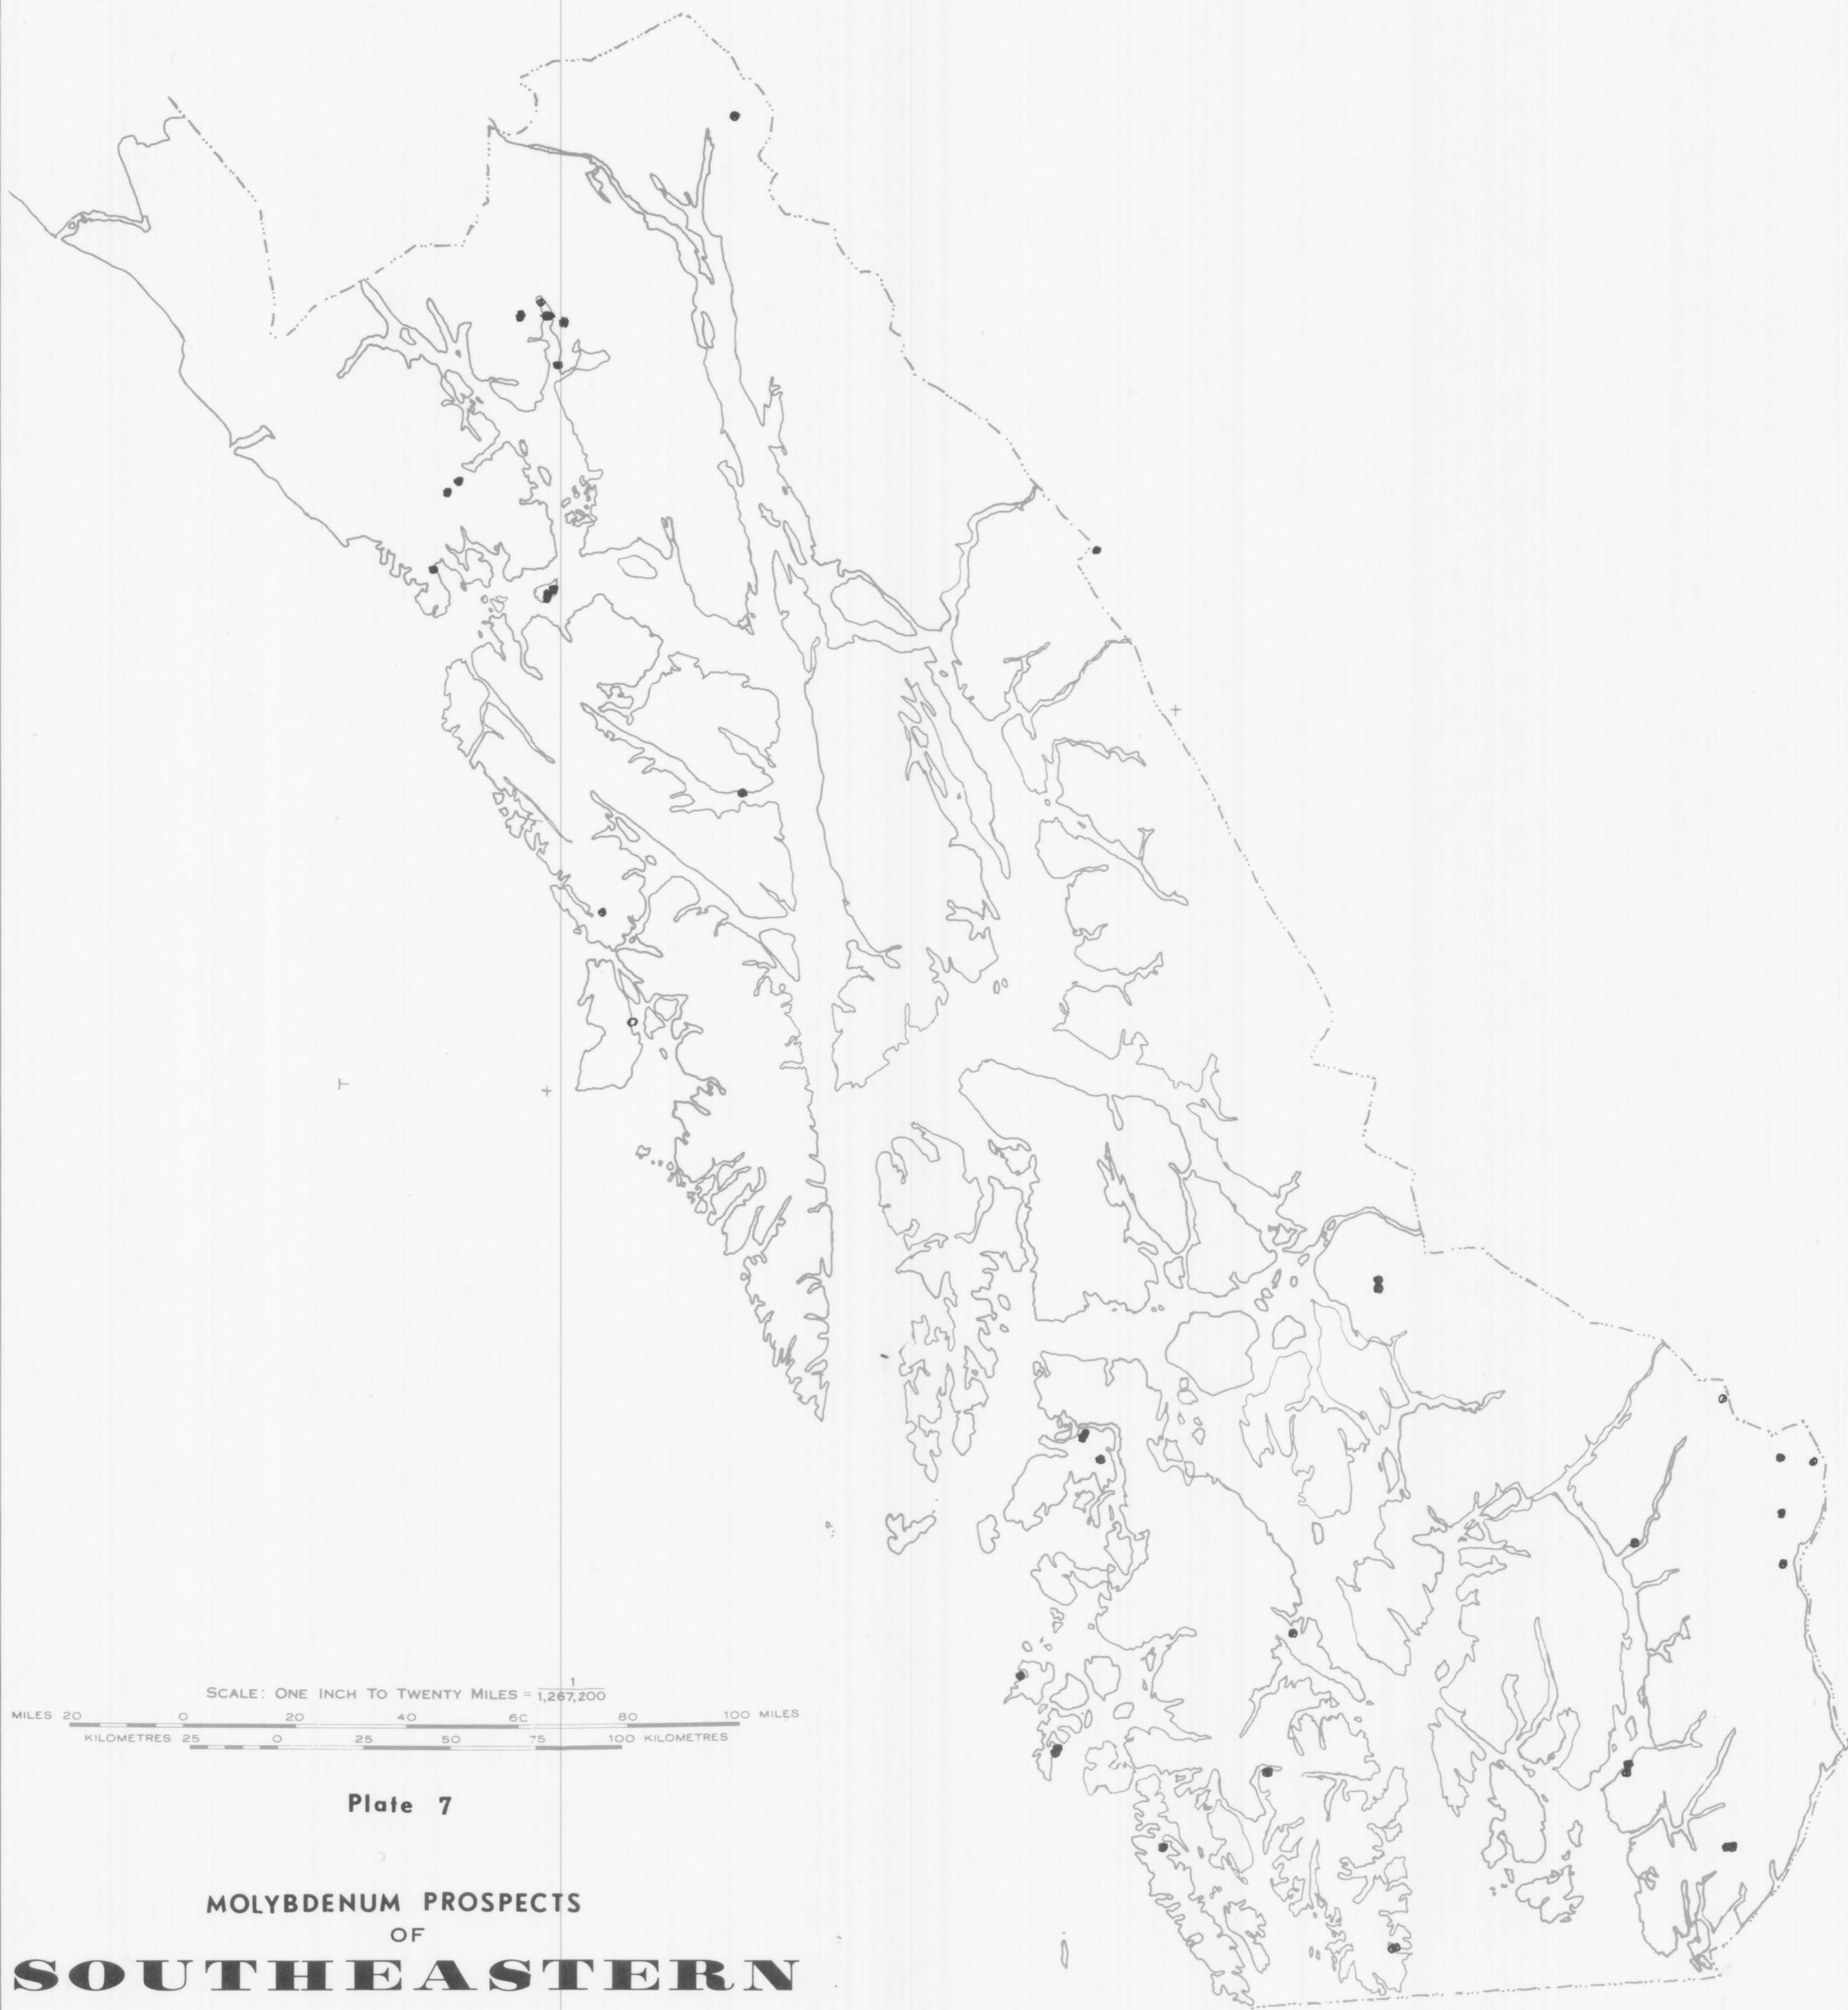 SCALE: ONE INCH TO TWENTY MILES = 1/1,267,200
MILES 20 0 20 40 6C 80 100 MILES
KILOMETRES 25 0 25 50 75 100 KILOMETRES
Plate 7
MOLYBDENUM PROSPECTS
OF
SOUTHEASTERN